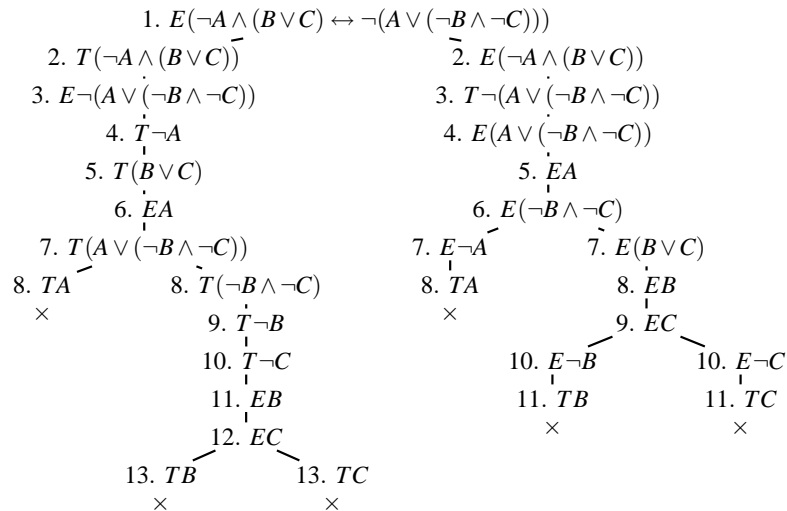 1. E(¬A∧(B∨C) ↔ ¬(A∨(¬B∧¬C)))
2. T(¬A∧(B∨C)) 2. E(¬A∧(B∨C))
3. E¬(A∨(¬B∧¬C)) 3. T¬(A∨(¬B∧¬C))
4. T¬A 4. E(A∨(¬B∧¬C))
5. T(B∨C) 5. EA
6. EA 6. E(¬B∧¬C)
7. T(A∨(¬B∧¬C)) 7. E¬A 7. E(B∨C)
8. TA 8. T(¬B∧¬C) 8. TA 8. EB
× 9. T¬B × 9. EC
10. T¬C 10. E¬B 10. E¬C
11. EB 11. TB 11. TC
12. EC × ×
13. TB 13. TC
× ×